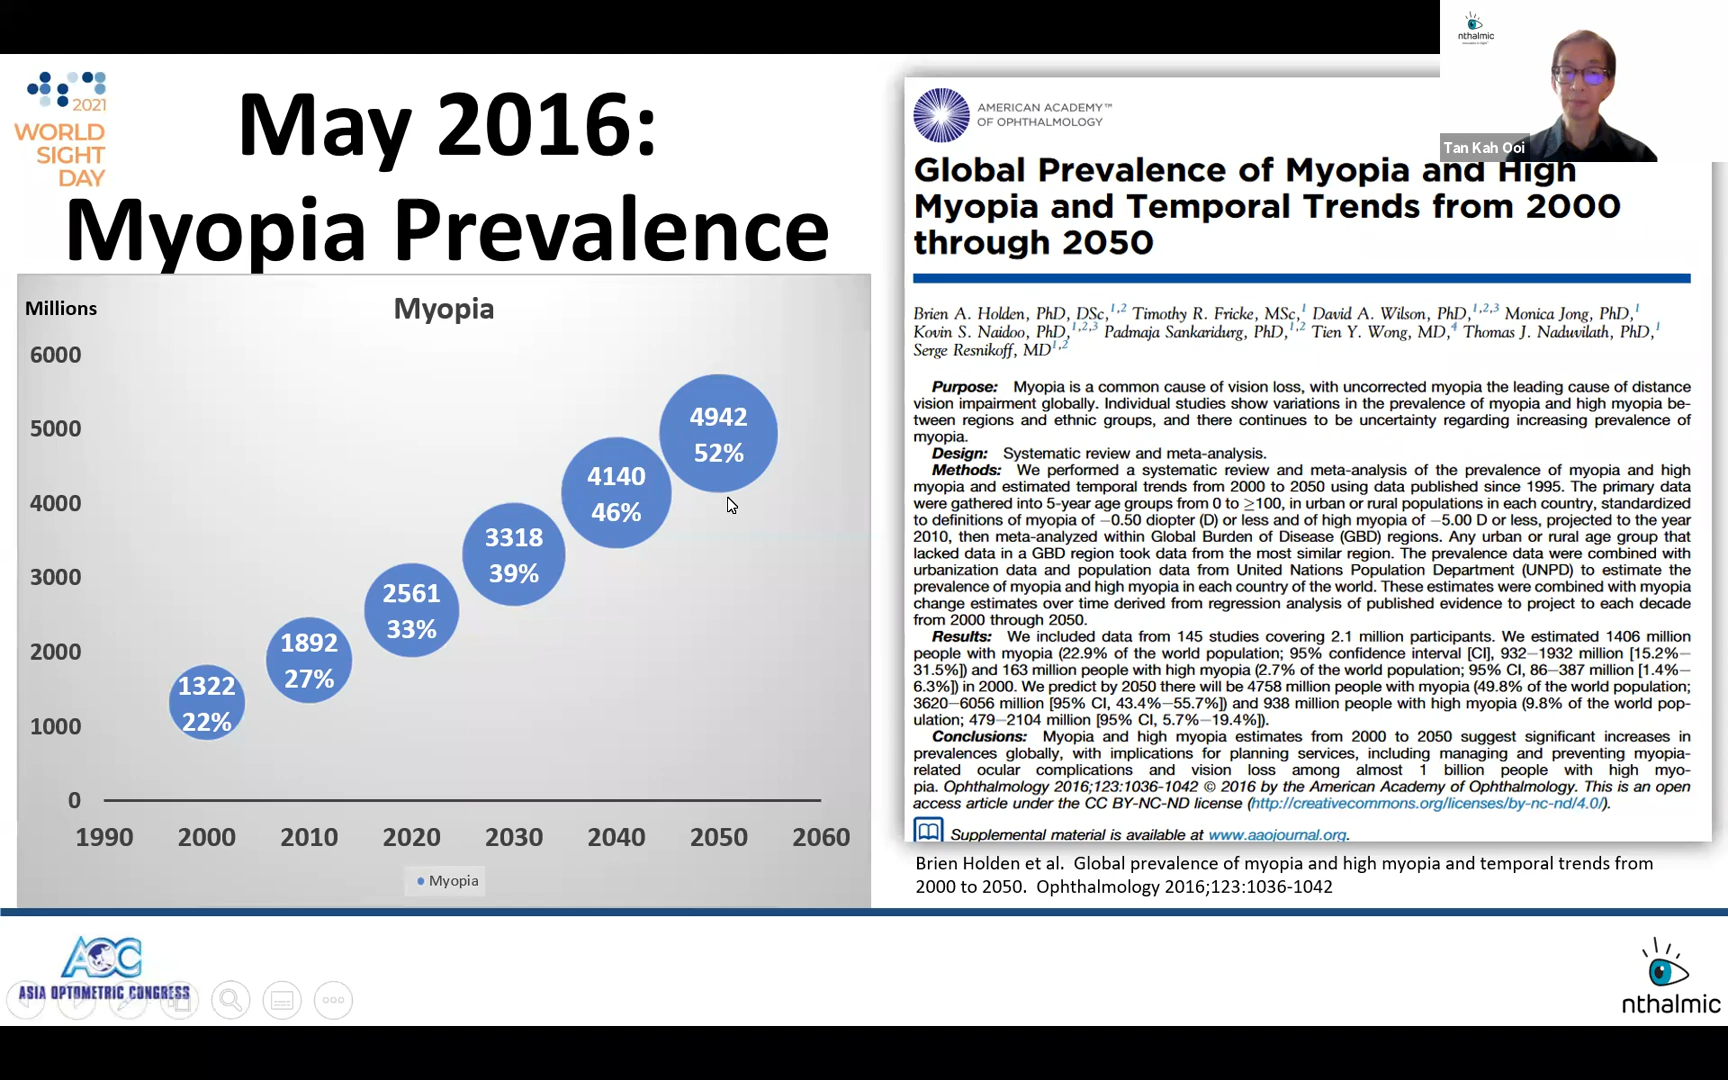 2021
WORLD
SIGHT
DAY
May 2016:
Myopia Prevalence
Millions
Myopia
6000
5000
4000
3000
2000
1000
0
4942
52%
4140
46%
3318
39%
2561
33%
1892
27%
1322
22%
1990 2000 2010 2020 2030 2040 2050 2060
Myopia
nthalmic
Tan Kah Ooi
AMERICAN ACADEMY™
OF OPHTHALMOLOGY
Global Prevalence of Myopia and High
Myopia and Temporal Trends from 2000
through 2050
Brien A. Holden, PhD, DSc,1,2 Timothy R. Fricke, MSc,1 David A. Wilson, PhD,1,2,3 Monica Jong, PhD,1
Kovin S. Naidoo, PhD,1,2,3 Padmaja Sankaridurg, PhD,1,2 Tien Y. Wong, MD,4 Thomas J. Naduvilath, PhD,1
Serge Resnikoff, MD1,2
Purpose: Myopia is a common cause of vision loss, with uncorrected myopia the leading cause of distance
vision impairment globally. Individual studies show variations in the prevalence of myopia and high myopia be-
tween regions and ethnic groups, and there continues to be uncertainty regarding increasing prevalence of
myopia.
Design: Systematic review and meta-analysis.
Methods: We performed a systematic review and meta-analysis of the prevalence of myopia and high
myopia and estimated temporal trends from 2000 to 2050 using data published since 1995. The primary data
were gathered into 5-year age groups from 0 to ≥100, in urban or rural populations in each country, standardized
to definitions of myopia of −0.50 diopter (D) or less and of high myopia of −5.00 D or less, projected to the year
2010, then meta-analyzed within Global Burden of Disease (GBD) regions. Any urban or rural age group that
lacked data in a GBD region took data from the most similar region. The prevalence data were combined with
urbanization data and population data from United Nations Population Department (UNPD) to estimate the
prevalence of myopia and high myopia in each country of the world. These estimates were combined with myopia
change estimates over time derived from regression analysis of published evidence to project to each decade
from 2000 through 2050.
Results: We included data from 145 studies covering 2.1 million participants. We estimated 1406 million
people with myopia (22.9% of the world population; 95% confidence interval [CI], 932–1932 million [15.2%–
31.5%]) and 163 million people with high myopia (2.7% of the world population; 95% CI, 86–387 million [1.4%–
6.3%]) in 2000. We predict by 2050 there will be 4758 million people with myopia (49.8% of the world population;
3620–6056 million [95% CI, 43.4%–55.7%]) and 938 million people with high myopia (9.8% of the world pop-
ulation; 479–2104 million [95% CI, 5.7%–19.4%]).
Conclusions: Myopia and high myopia estimates from 2000 to 2050 suggest significant increases in
prevalences globally, with implications for planning services, including managing and preventing myopia-
related ocular complications and vision loss among almost 1 billion people with high myo-
pia. Ophthalmology 2016;123:1036-1042 © 2016 by the American Academy of Ophthalmology. This is an open
access article under the CC BY-NC-ND license (http://creativecommons.org/licenses/by-nc-nd/4.0/).
Supplemental material is available at www.aaojournal.org.
Brien Holden et al. Global prevalence of myopia and high myopia and temporal trends from
2000 to 2050. Ophthalmology 2016;123:1036-1042
AOC
ASIA OPTOMETRIC CONGRESS
nthalmic